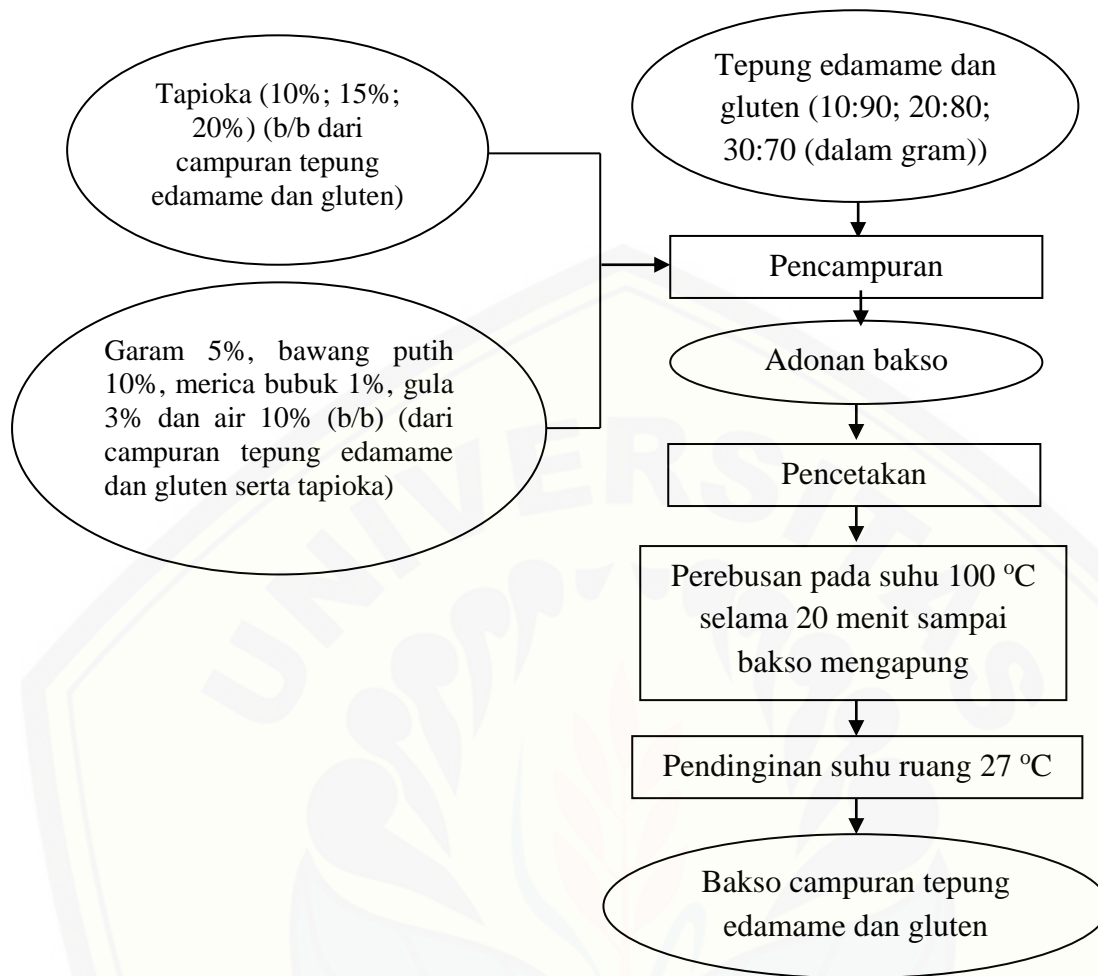 Tapioka (10%; 15%;
20%) (b/b dari
campuran tepung
edamame dan gluten)
Tepung edamame dan
gluten (10:90; 20:80;
30:70 (dalam gram))
Pencampuran
Garam 5%, bawang putih
10%, merica bubuk 1%, gula
3% dan air 10% (b/b) (dari
campuran tepung edamame
dan gluten serta tapioka)
Adonan bakso
Pencetakan
Perebusan pada suhu 100 °C
selama 20 menit sampai
bakso mengapung
Pendinginan suhu ruang 27 °C
Bakso campuran tepung
edamame dan gluten
UNIVERSITAS